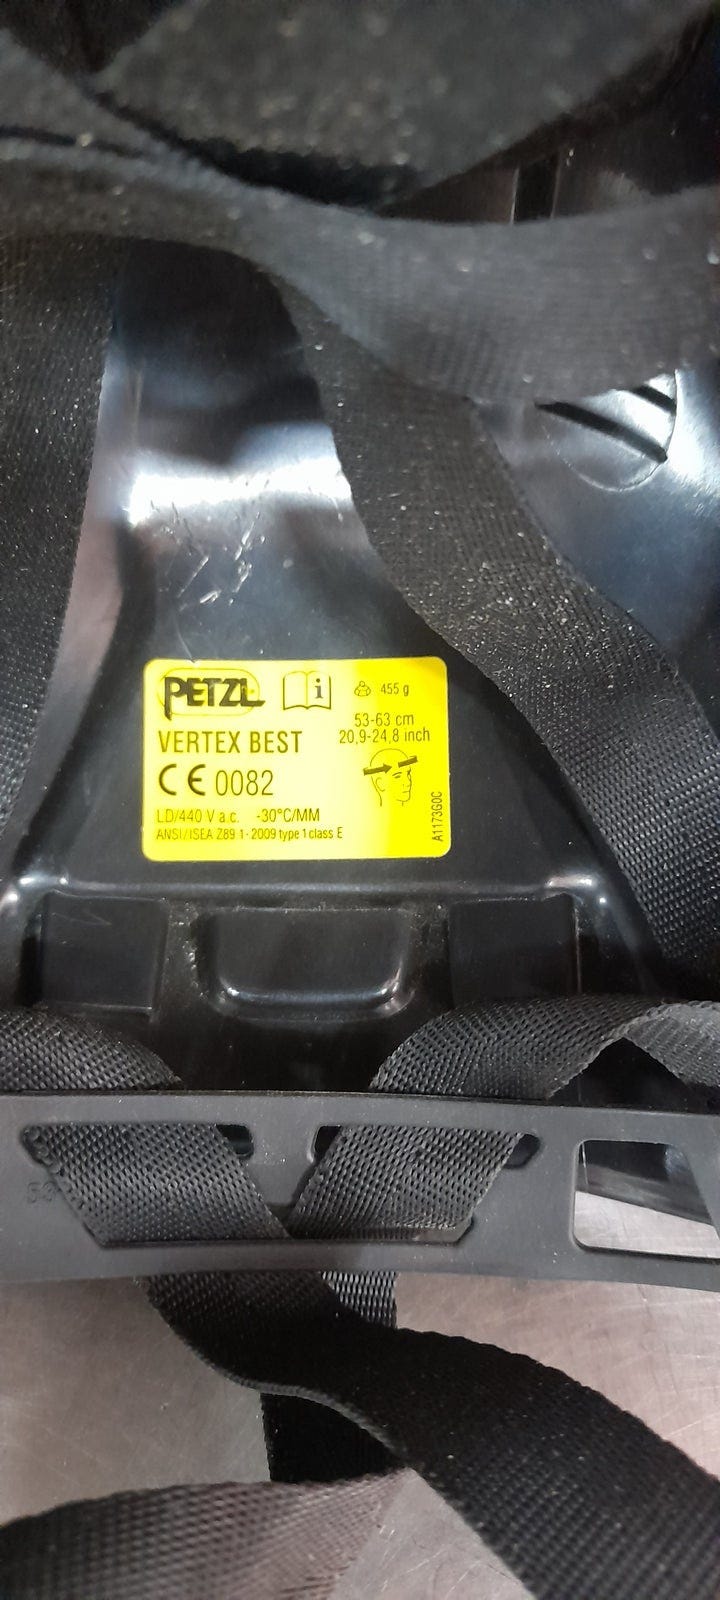 PETZL i 455 g
53-63 cm
VERTEX BEST 20,9-24,8 inch
CE 0082
LD/440 V a.c. -30°C/MM
ANSI/ISEA Z89 1-2009 type 1 class E
A1173G0C